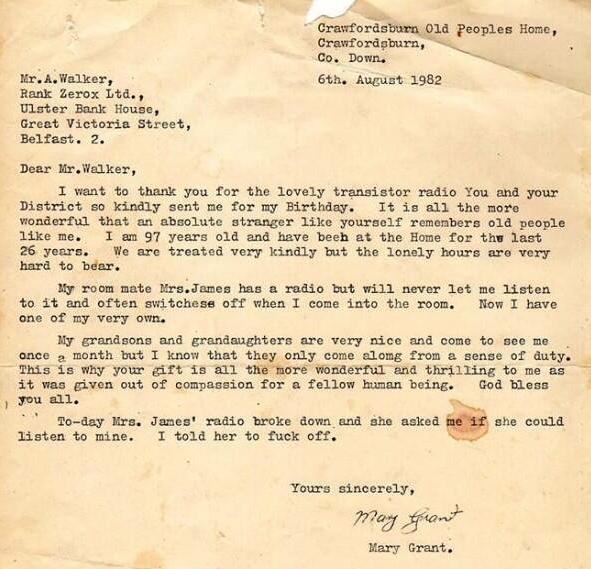 Crawfordsburn Old Peoples Home,
Crawfordsburn,
Co. Down.
6th. August 1982
Mr.A.Walker,
Rank Zerox Ltd.,
Ulster Bank House,
Great Victoria Street,
Belfast. 2.
Dear Mr.Walker,
I want to thank you for the lovely transistor radio You and your
District so kindly sent me for my Birthday. It is all the more
wonderful that an absolute stranger like yourself remembers old people
like me. I am 97 years old and have beeh at the Home for the last
26 years. We are treated very kindly but the lonely hours are very
hard to bear.
My room mate Mrs.James has a radio but will never let me listen
to it and often switchess off when I come into the room. Now I have
one of my very own.
My grandsons and grandaughters are very nice and come to see me
once a month but I know that they only come alomg from a sense of duty.
This is why your gift is all the more wonderful and thrilling to me as
it was given out of compassion for a fellow human being. God bless
you all.
To-day Mrs. James' radio broke down and she asked me if she could
listen to mine. I told her to fuck off.
Yours sincerely,
Mary Grant
Mary Grant.